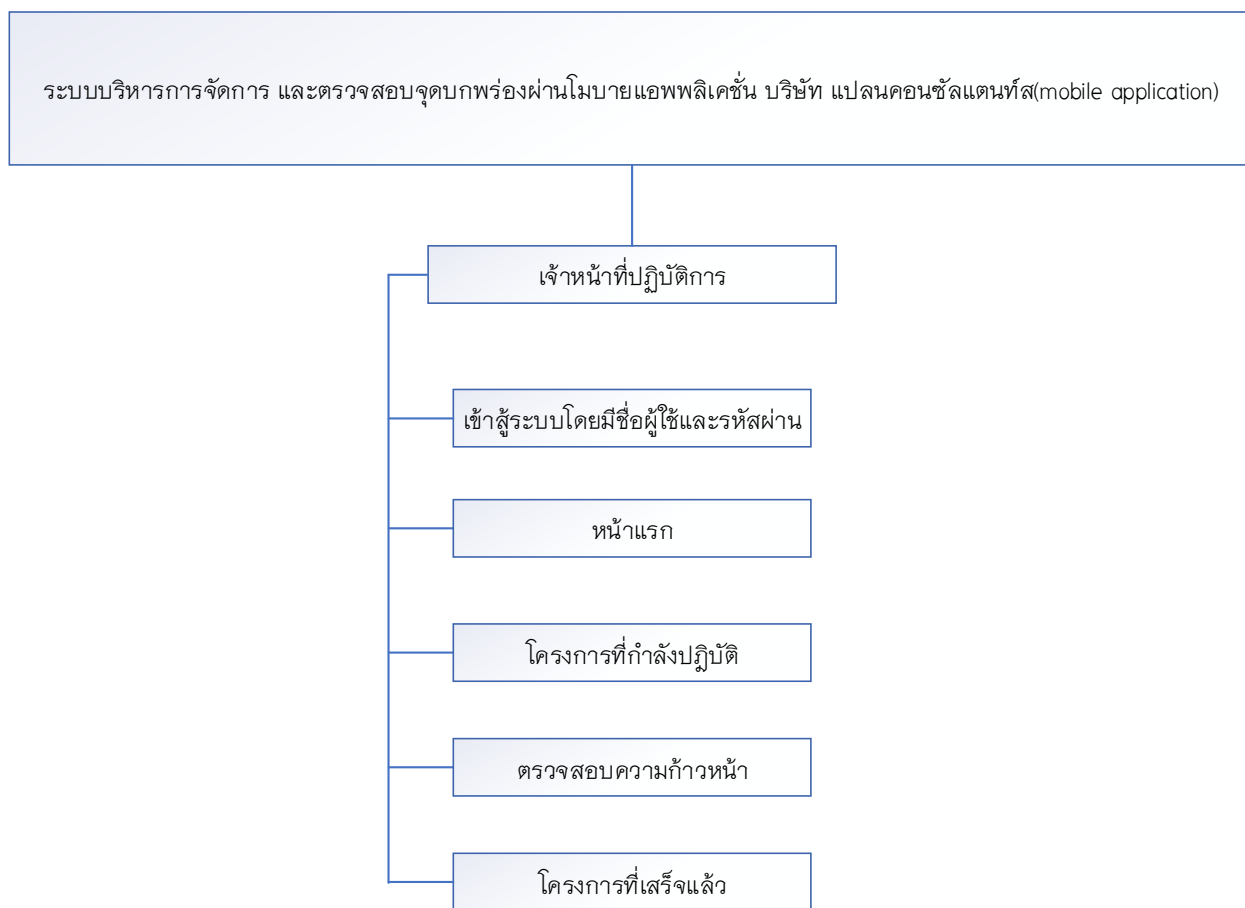 ระบบบริหารการจัดการ และตรวจสอบจุดบกพร่องผ่านโมบายแอพพลิเคชั่น บริษัท แปลนคอนซัลแตนท์ส(mobile application)
เจ้าหน้าที่ปฏิบัติการ
เข้าสู้ระบบโดยมีชื่อผู้ใช้และรหัสผ่าน
หน้าแรก
โครงการที่กำลังปฎิบัติ
ตรวจสอบความก้าวหน้า
โครงการที่เสร็จแล้ว